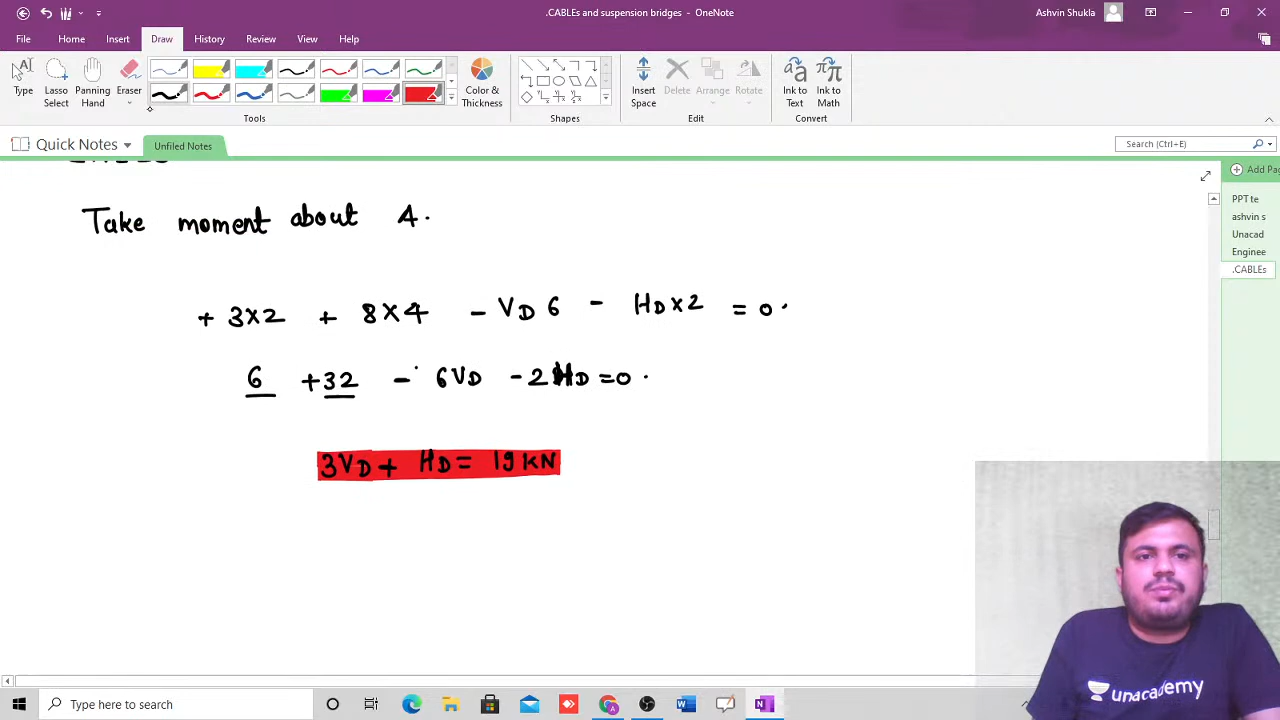 .CABLEs and suspension bridges - OneNote
Ashvin Shukla
File Home Insert Draw History Review View Help
Type
Lasso Select
Panning Hand
Eraser
Color & Thickness
Insert Space
Delete
Arrange
Rotate
Ink to Text
Ink to Math
Tools
Shapes
Edit
Convert
Quick Notes
Unfiled Notes
Search (Ctrl+E)
Add Pa
PPT te
ashvin s
Unacad
Enginee
.CABLEs
Take moment about A.
+ 3x2 + 8x4 - VD 6 - HDx2 = 0.
6 +32 - 6VD - 2HD =0.
3VD + HD = 19 kN
unacademy
Type here to search